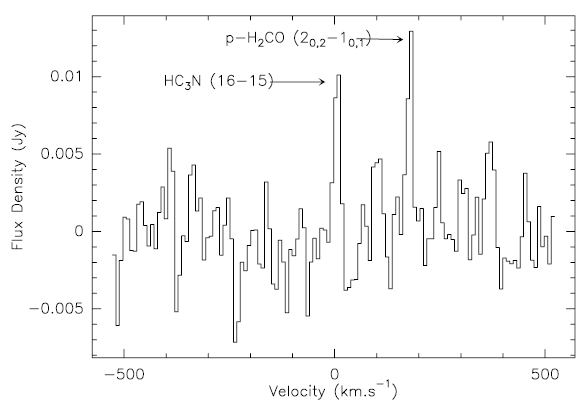 p−H₂CO (2₀,₂−1₀,₁)
HC₃N (16−15)
Flux Density (Jy)
0.01
0.005
0
−0.005
−500
0
500
Velocity (km.s⁻¹)